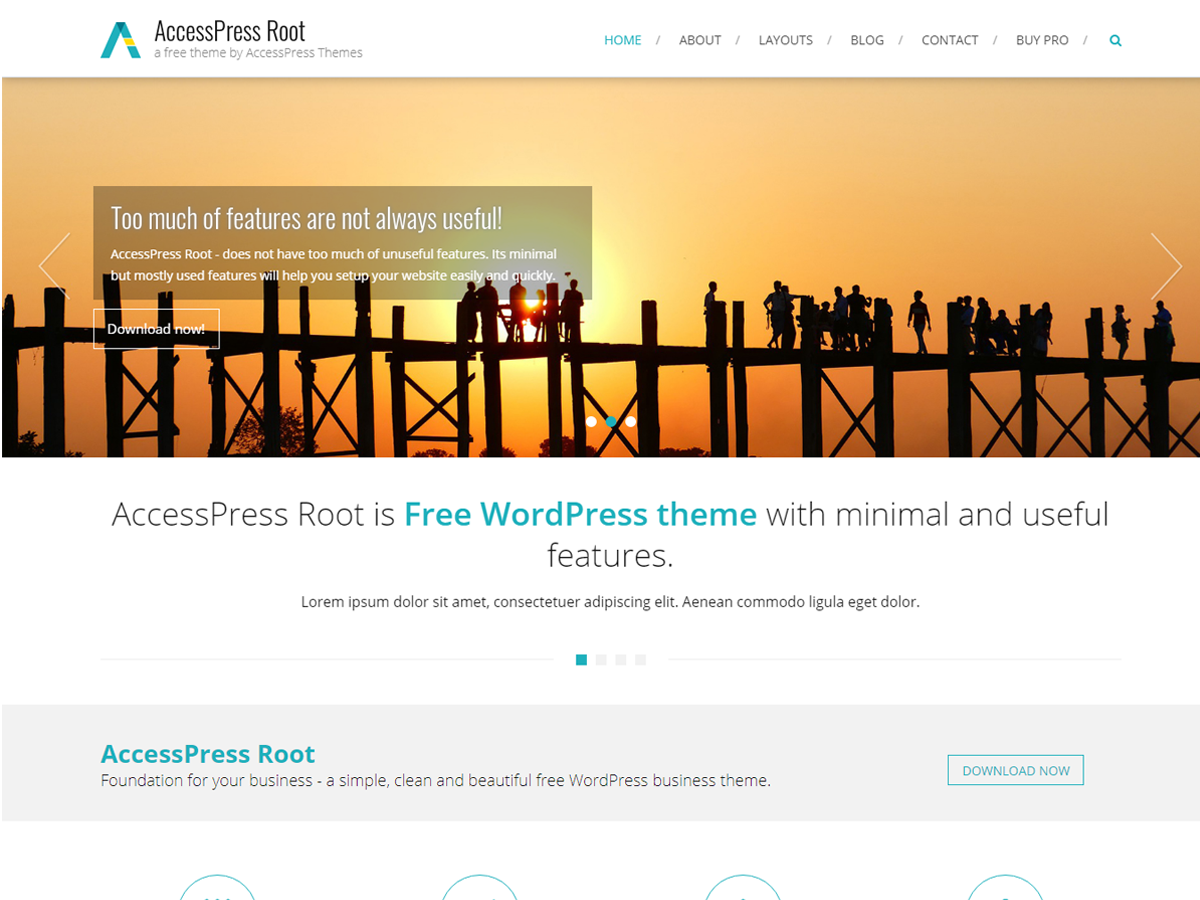 AccessPress Root
a free theme by AccessPress Themes
HOME / ABOUT / LAYOUTS / BLOG / CONTACT / BUY PRO /
Too much of features are not always useful!
AccessPress Root - does not have too much of unuseful features. Its minimal
but mostly used features will help you setup your website easily and quickly.
Download now!
AccessPress Root is Free WordPress theme with minimal and useful
features.
Lorem ipsum dolor sit amet, consectetuer adipiscing elit. Aenean commodo ligula eget dolor.
AccessPress Root
Foundation for your business - a simple, clean and beautiful free WordPress business theme.
DOWNLOAD NOW